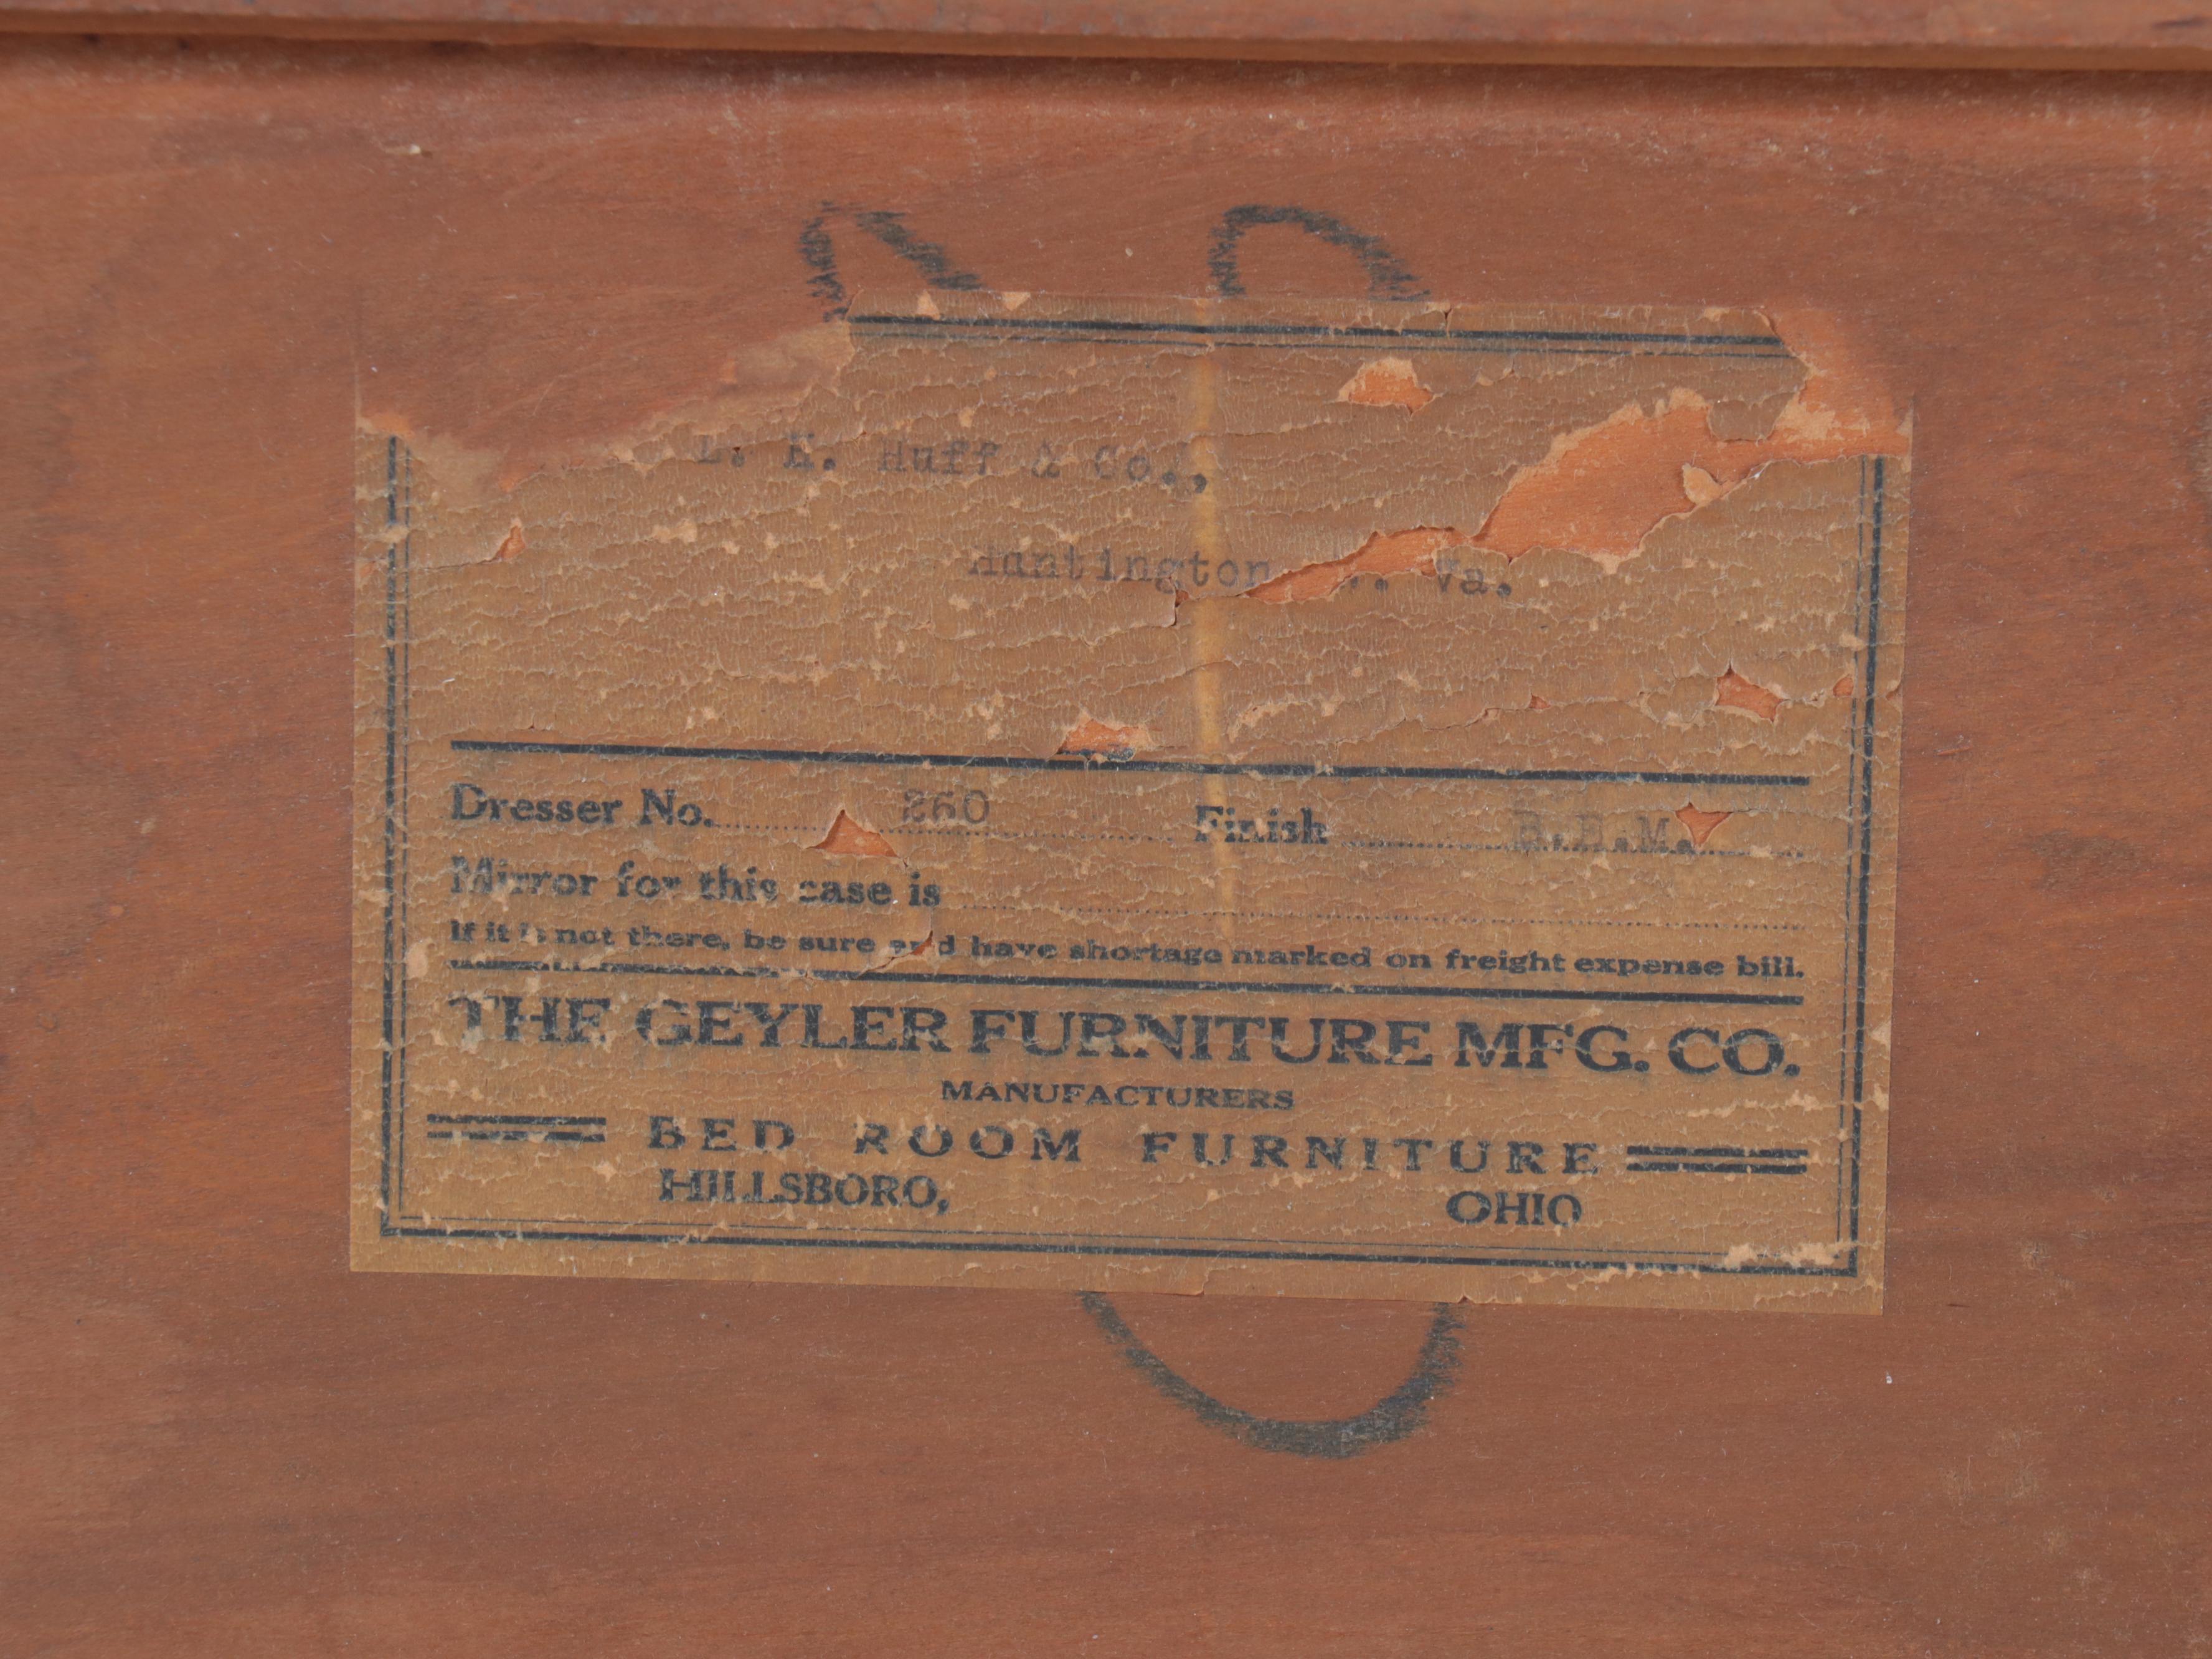 K. Huff & Co.,
Huntington Va.
Dresser No. 260 Finish
Mirror for this case is
If it is not there, be sure and have shortage marked on freight expense bill.
THE GEYLER FURNITURE MFG. CO.
MANUFACTURERS
BED ROOM FURNITURE
HILLSBORO, OHIO